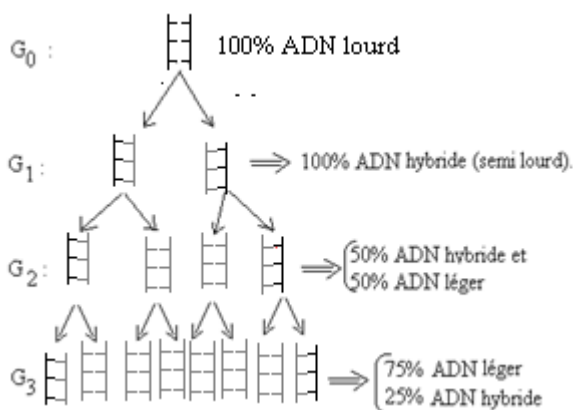 G0 : 100% ADN lourd
G1 : 100% ADN hybride (semi lourd).
G2 : 50% ADN hybride et
50% ADN léger
G3 : 75% ADN léger
25% ADN hybride